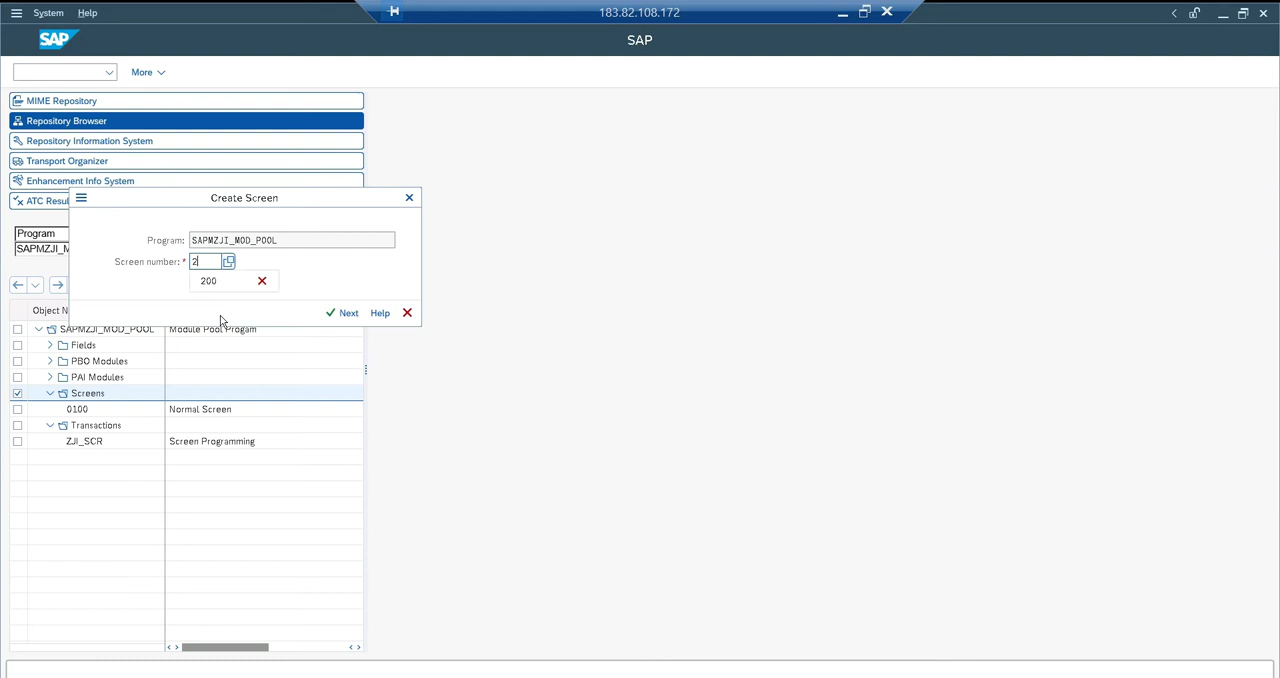 System Help
183.82.108.172
SAP
SAP
More
MIME Repository
Repository Browser
Repository Information System
Transport Organizer
Enhancement Info System
ATC Resul
Create Screen
Program:
SAPMZJI_MOD_POOL
Screen number: *
2
200
Next Help
Program
SAPMZJI_M
Object N
SAPMZJI_MOD_POOL Module Pool Progam
Fields
PBO Modules
PAI Modules
Screens
0100 Normal Screen
Transactions
ZJI_SCR Screen Programming